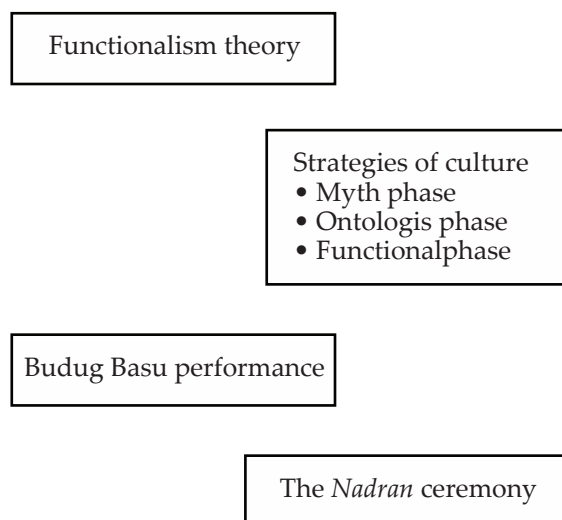 Functionalism theory
Strategies of culture
• Myth phase
• Ontologis phase
• Functionalphase
Budug Basu performance
The Nadran ceremony